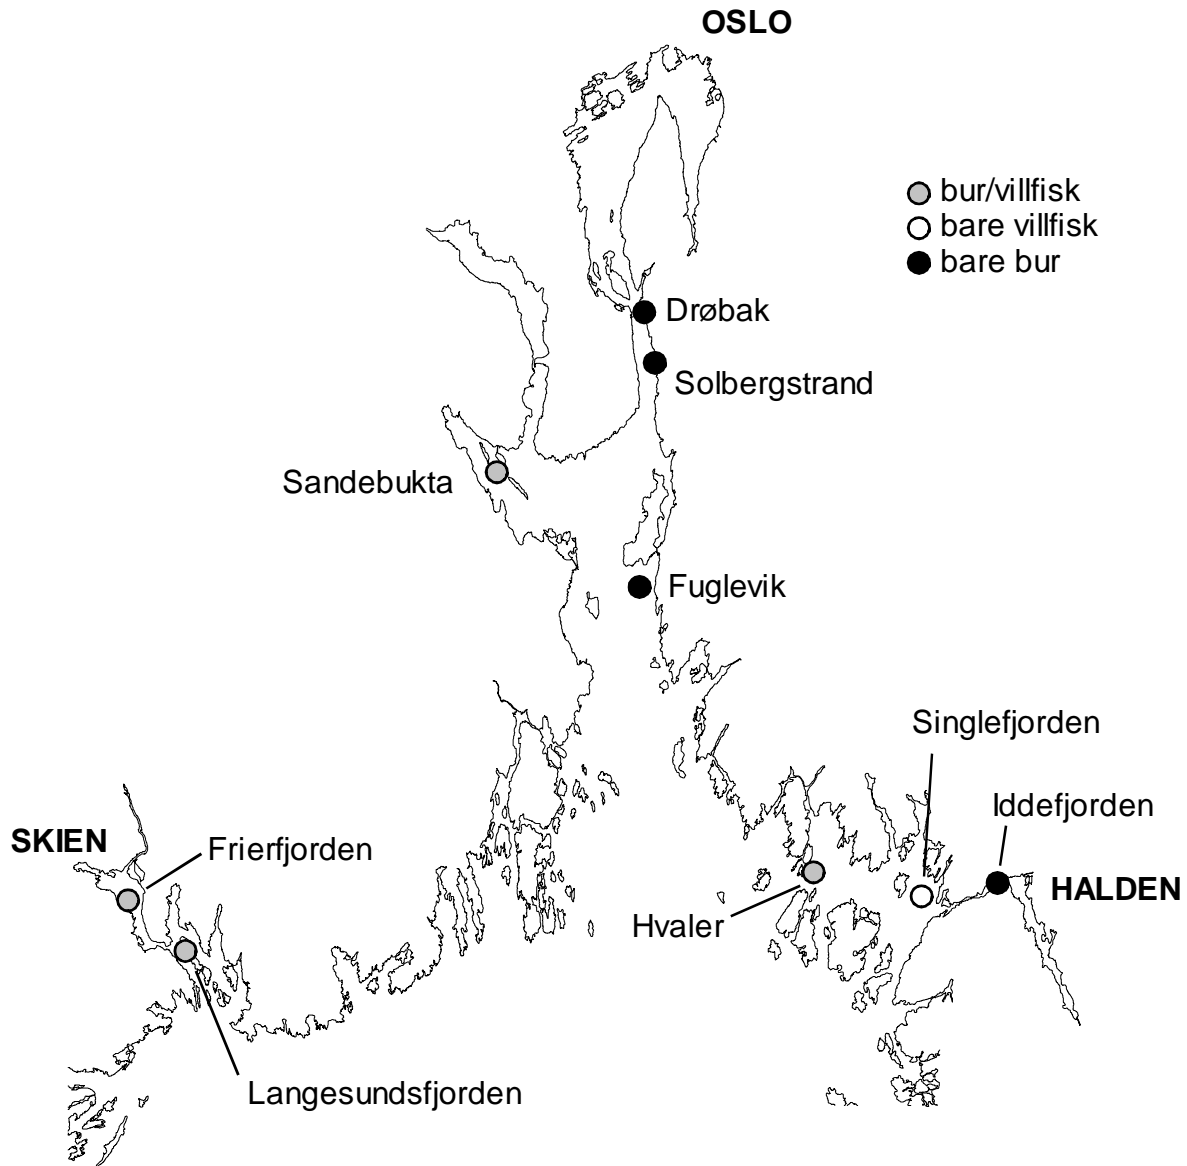 OSLO
bur/villfisk
bare villfisk
bare bur
Drøbak
Solbergstrand
Sandebukta
Fuglevik
Singlefjorden
Iddefjorden
SKIEN
Frierfjorden
HALDEN
Hvaler
Langesundsfjorden